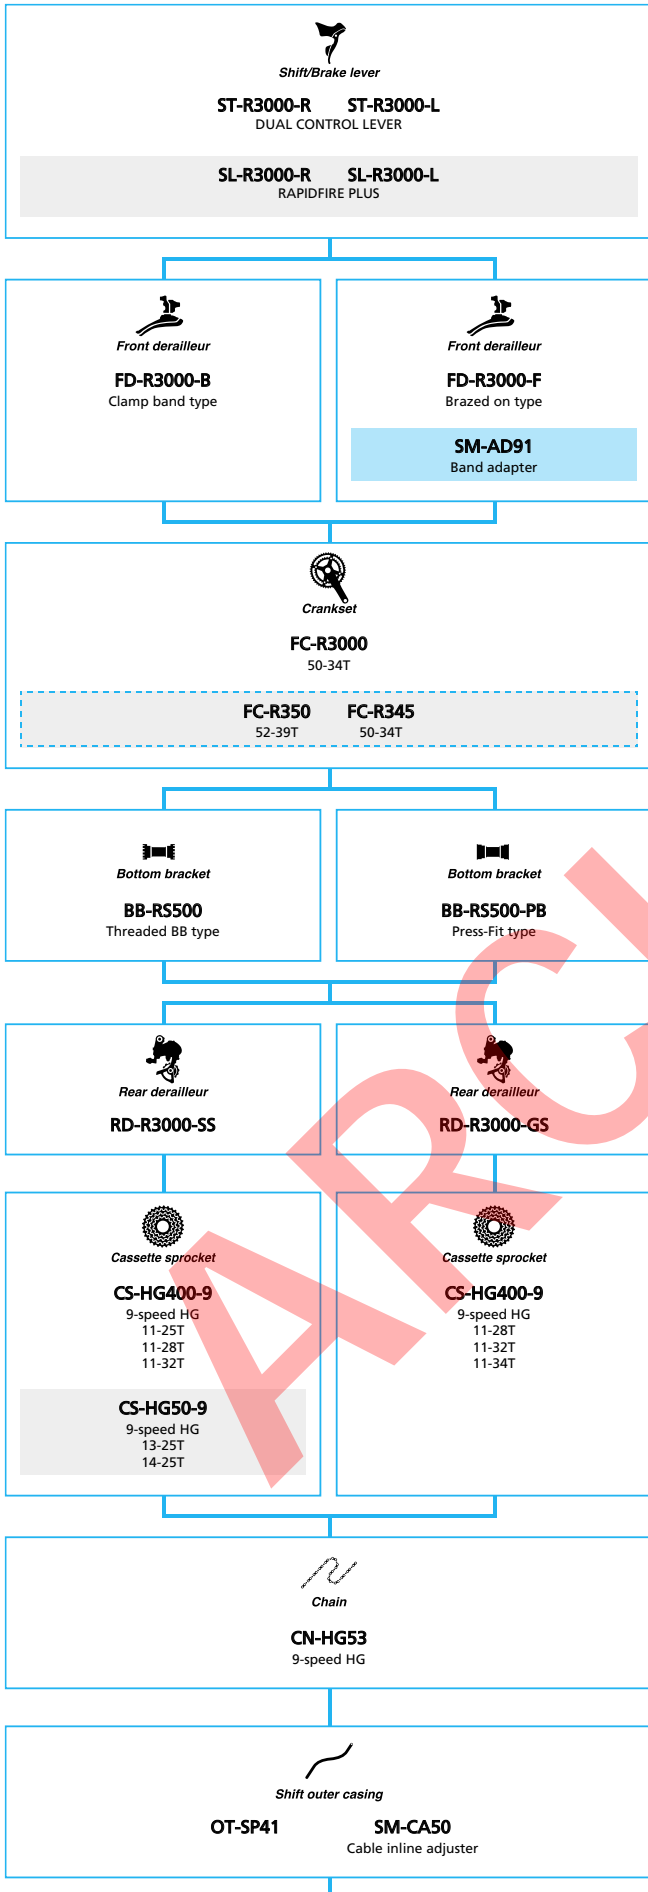 Shift/Brake lever
ST-R3000-R ST-R3000-L
DUAL CONTROL LEVER
SL-R3000-R SL-R3000-L
RAPIDFIRE PLUS
Front derailleur
FD-R3000-B
Clamp band type
Front derailleur
FD-R3000-F
Brazed on type
SM-AD91
Band adapter
Crankset
FC-R3000
50-34T
FC-R350 FC-R345
52-39T 50-34T
Bottom bracket
BB-RS500
Threaded BB type
Bottom bracket
BB-RS500-PB
Press-Fit type
Rear derailleur
RD-R3000-SS
Rear derailleur
RD-R3000-GS
Cassette sprocket
CS-HG400-9
9-speed HG
11-25T
11-28T
11-32T
CS-HG50-9
9-speed HG
13-25T
14-25T
Cassette sprocket
CS-HG400-9
9-speed HG
11-28T
11-32T
11-34T
Chain
CN-HG53
9-speed HG
Shift outer casing
OT-SP41 SM-CA50
Cable inline adjuster